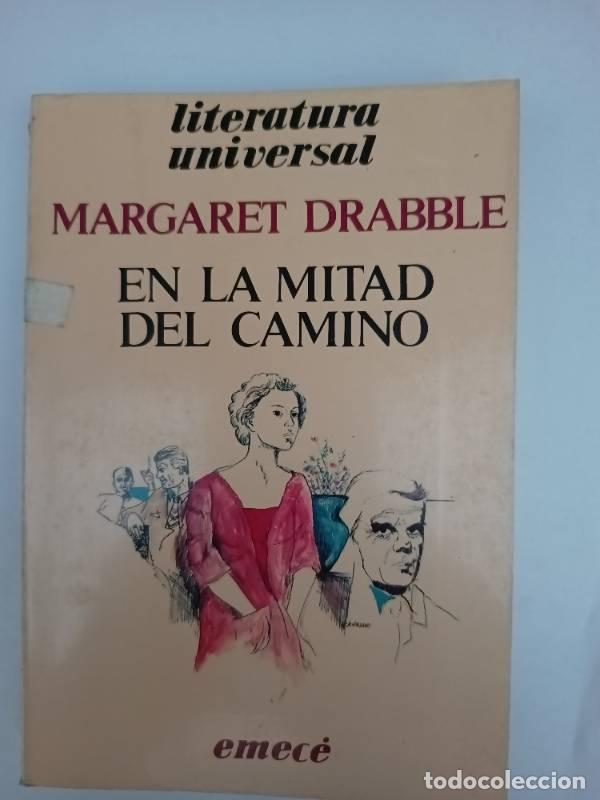 literatura
universal
MARGARET DRABBLE
EN LA MITAD
DEL CAMINO
emecé
todocoleccion